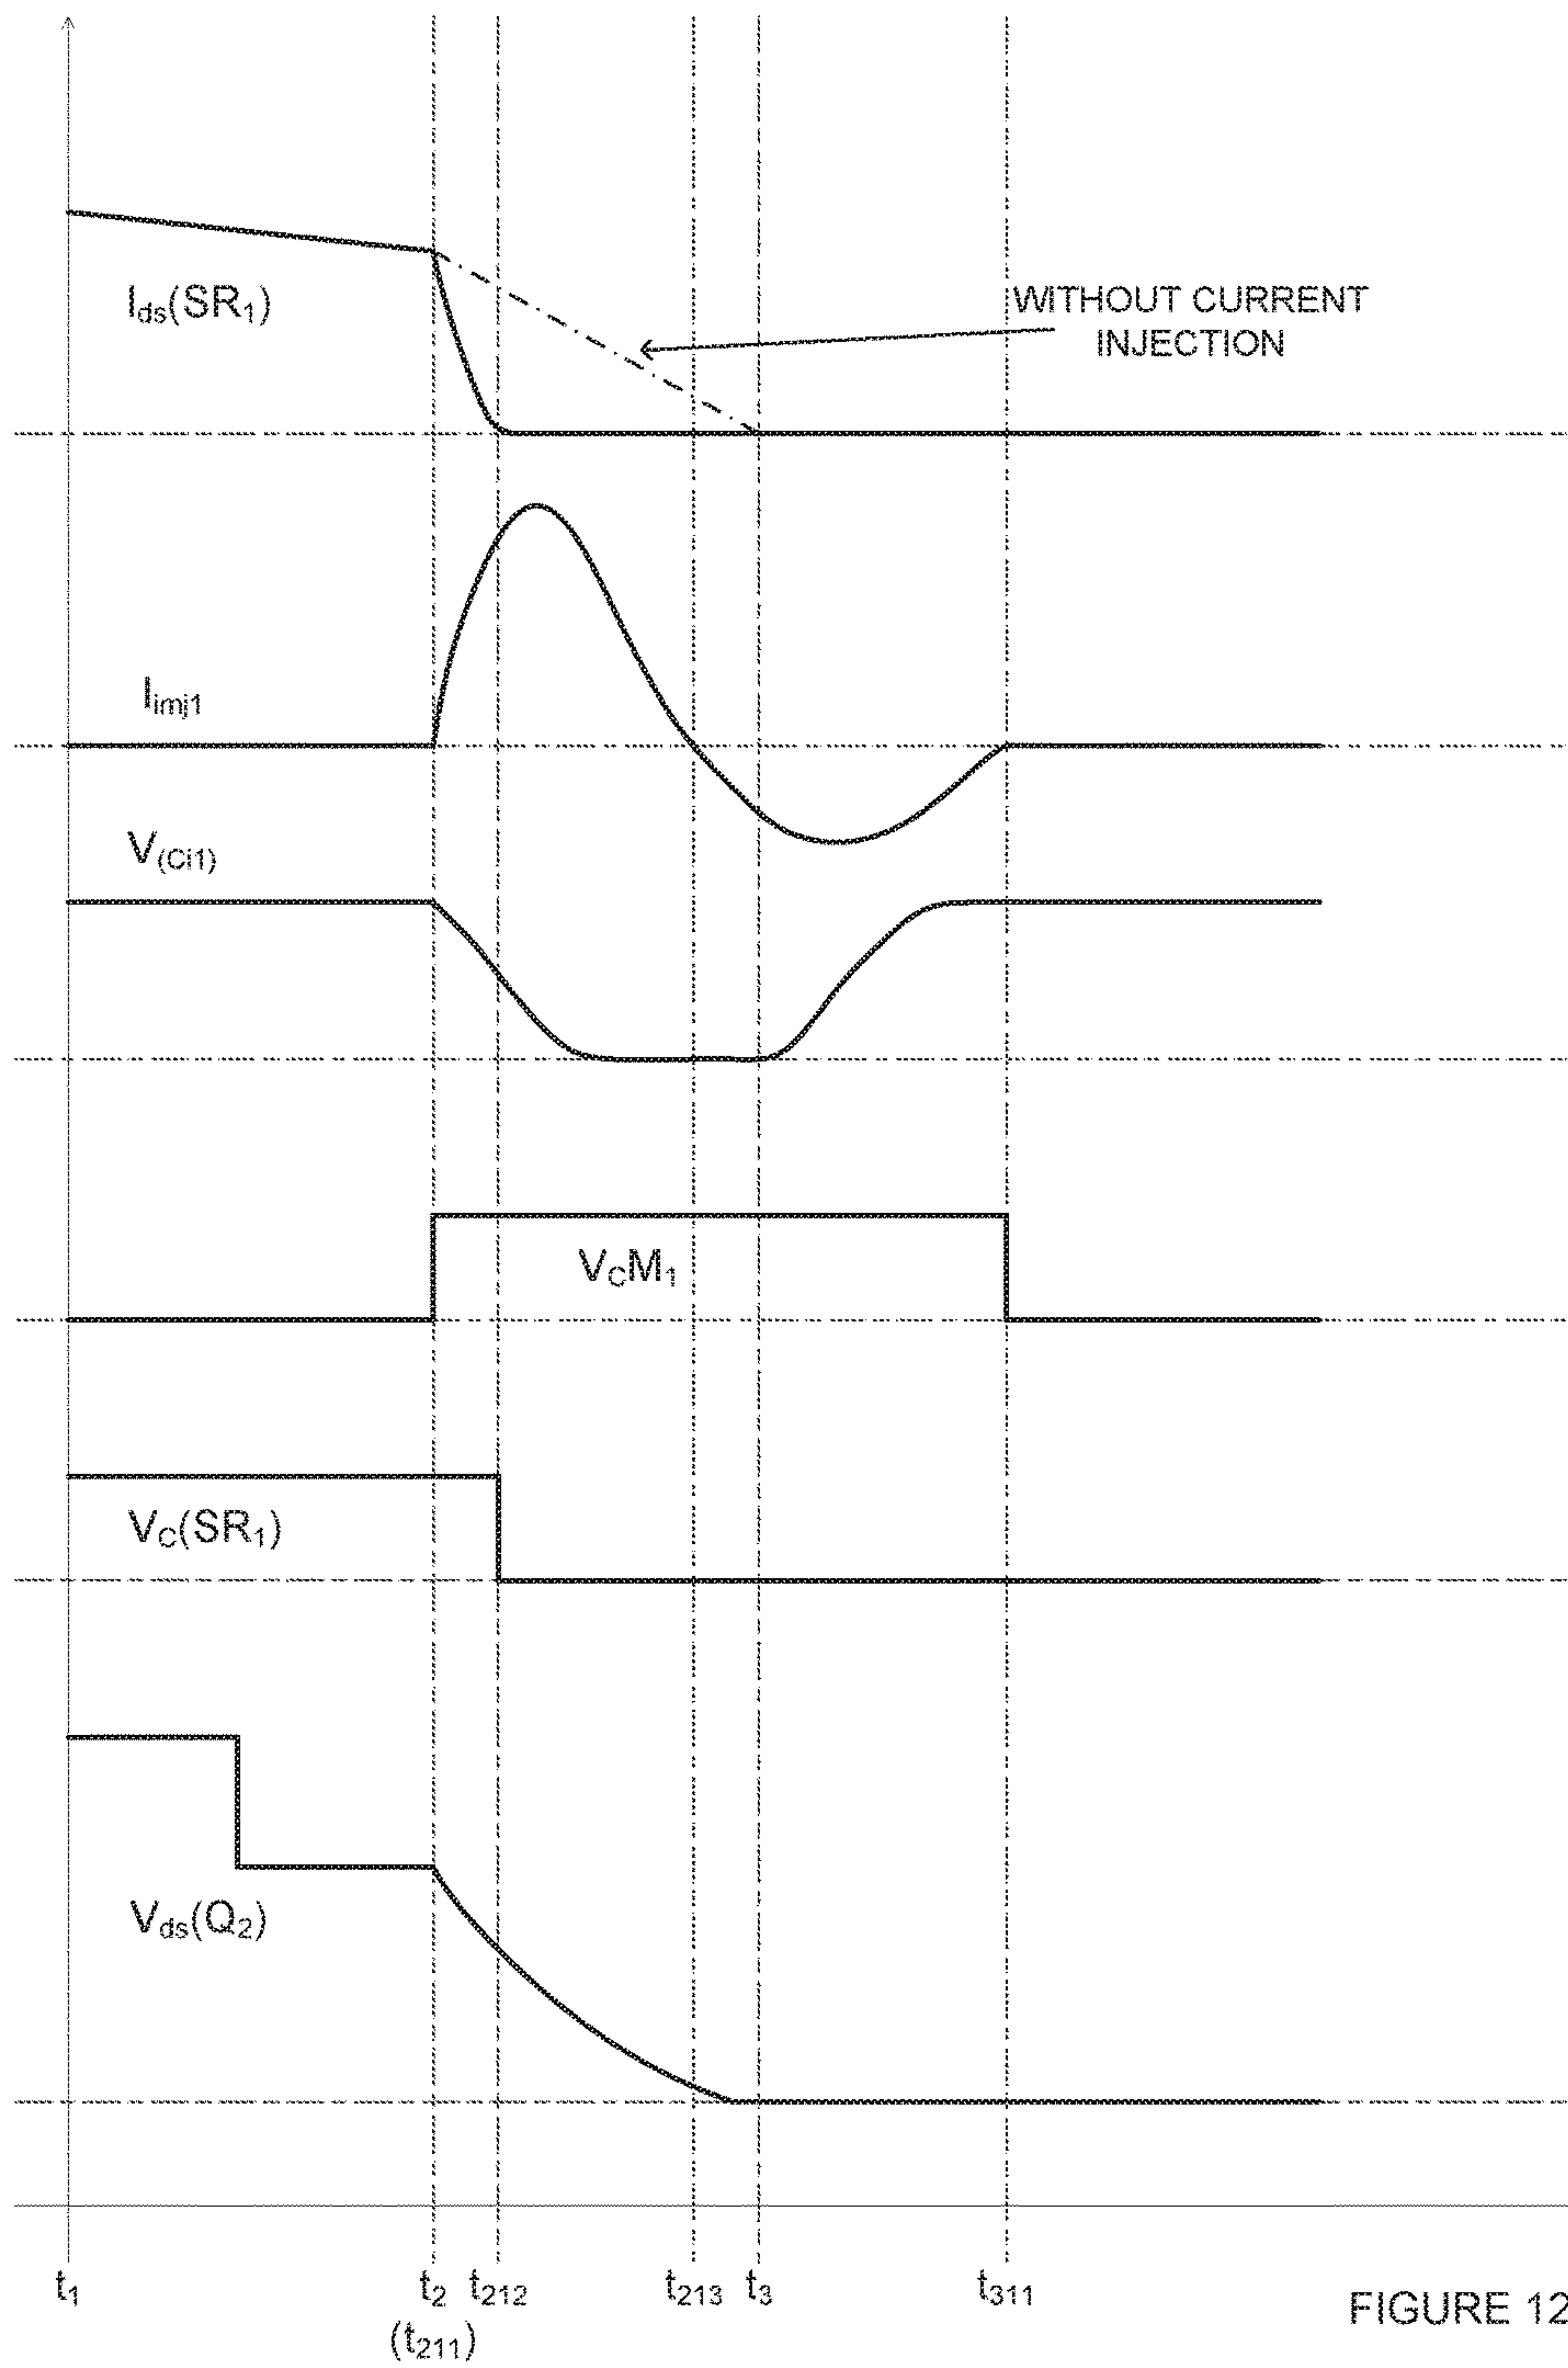 Ids(SR1)
WITHOUT CURRENT
INJECTION
Iimj1
V(Ci1)
VCM1
VC(SR1)
Vds(Q2)
t1 t2 t212 t213 t3 t311
(t211)
FIGURE 12